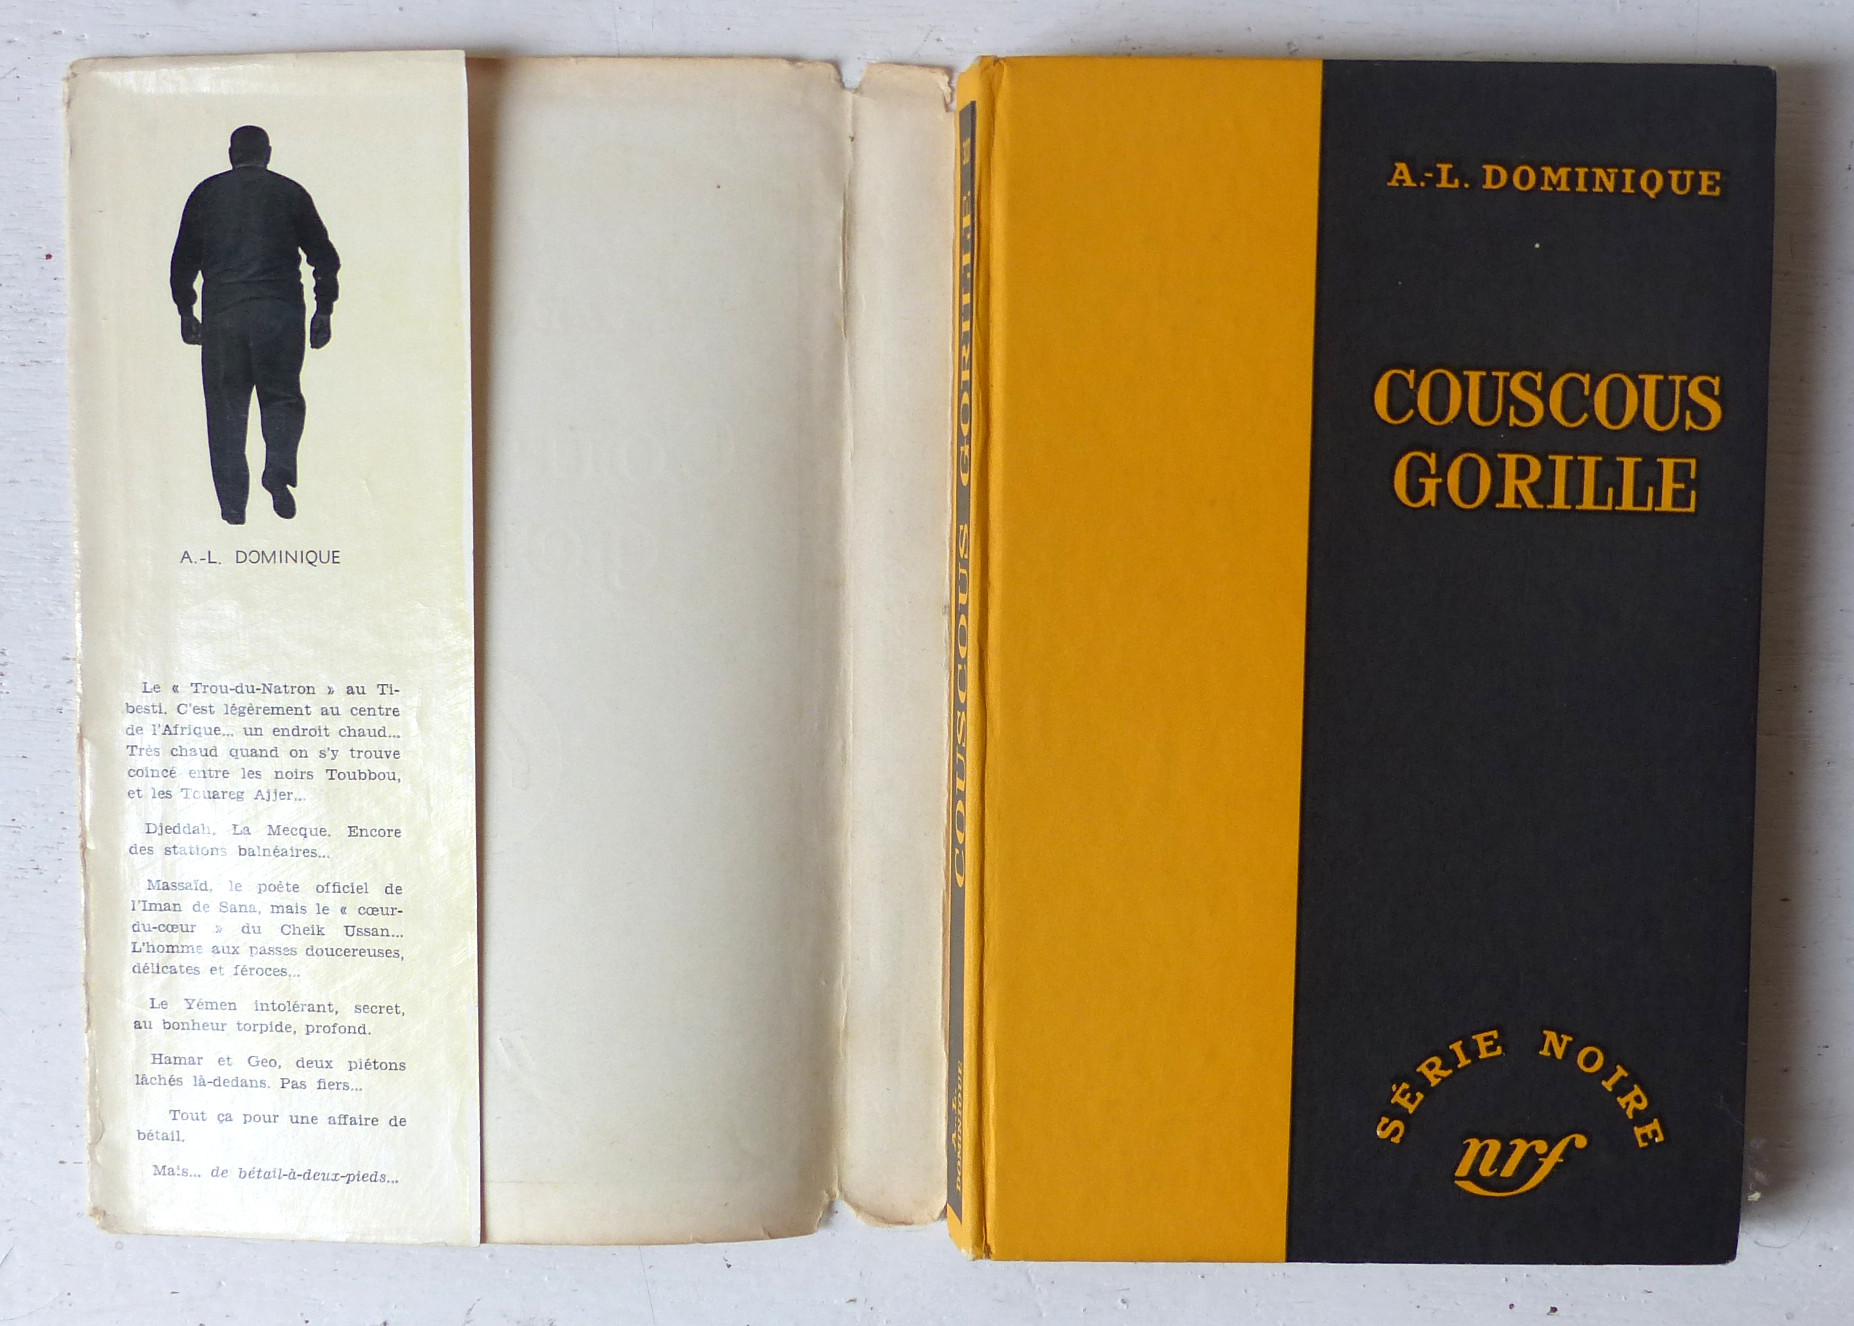 A.-L. DOMINIQUE
Le « Trou-du-Natron » au Ti-
besti. C'est légèrement au centre
de l'Afrique... un endroit chaud...
Très chaud quand on s'y trouve
coincé entre les noirs Toubbou,
et les Touareg Ajjer...
Djeddah, La Mecque. Encore
des stations balnéaires...
Massaïd, le poète officiel de
l'Iman de Sana, mais le « cœur-
du-cœur » du Cheik Ussan...
L'homme aux passes doucereuses,
délicates et féroces...
Le Yémen intolérant, secret,
au bonheur torpide, profond.
Hamar et Geo, deux piétons
lâchés là-dedans. Pas fiers...
Tout ça pour une affaire de
bétail.
Mais... de bétail-à-deux-pieds...
COUSCOUS GORILLE
A.-L.
DOMINIQUE
A.-L. DOMINIQUE
COUSCOUS
GORILLE
SÉRIE NOIRE
nrf